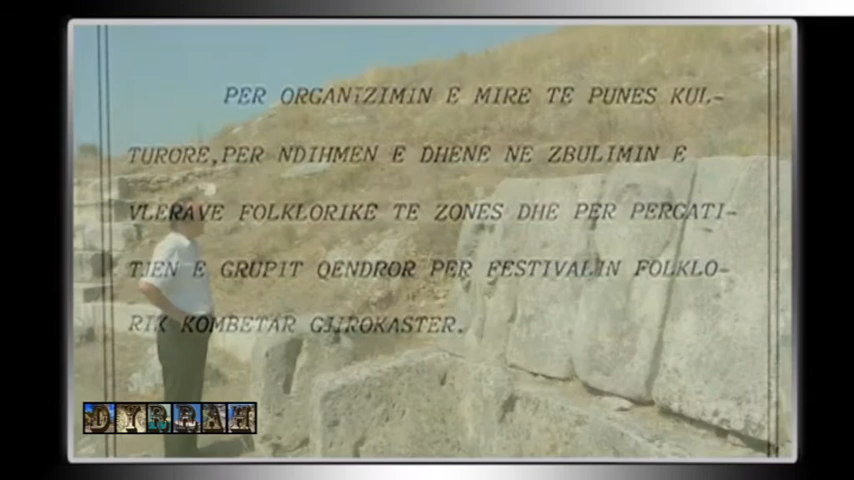 PER ORGANIZIMIN E MIRE TE PUNES KUL-
TURORE, PER NDIHMEN E DHENE NE ZBULIMIN E
VLERAVE FOLKLORIKE TE ZONES DHE PER PERGATI-
TJEN E GRUPIT QENDROR PER FESTIVALIN FOLKLO-
RIK KOMBETAR GJIROKASTER.
DYRRAH